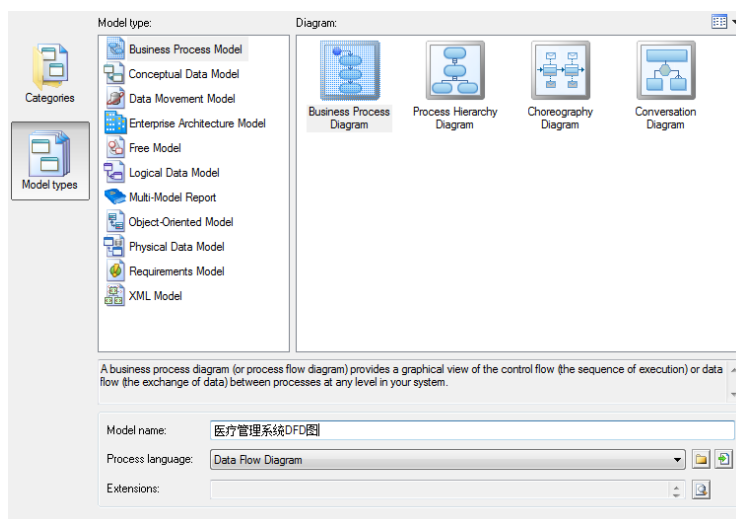 Model type:
Diagram:
Categories
Model types
Business Process Model
Conceptual Data Model
Data Movement Model
Enterprise Architecture Model
Free Model
Logical Data Model
Multi-Model Report
Object-Oriented Model
Physical Data Model
Requirements Model
XML Model
Business Process
Diagram
Process Hierarchy
Diagram
Choreography
Diagram
Conversation
Diagram
A business process diagram (or process flow diagram) provides a graphical view of the control flow (the sequence of execution) or data
flow (the exchange of data) between processes at any level in your system.
Model name:
医疗管理系统DFD图
Process language:
Data Flow Diagram
Extensions: